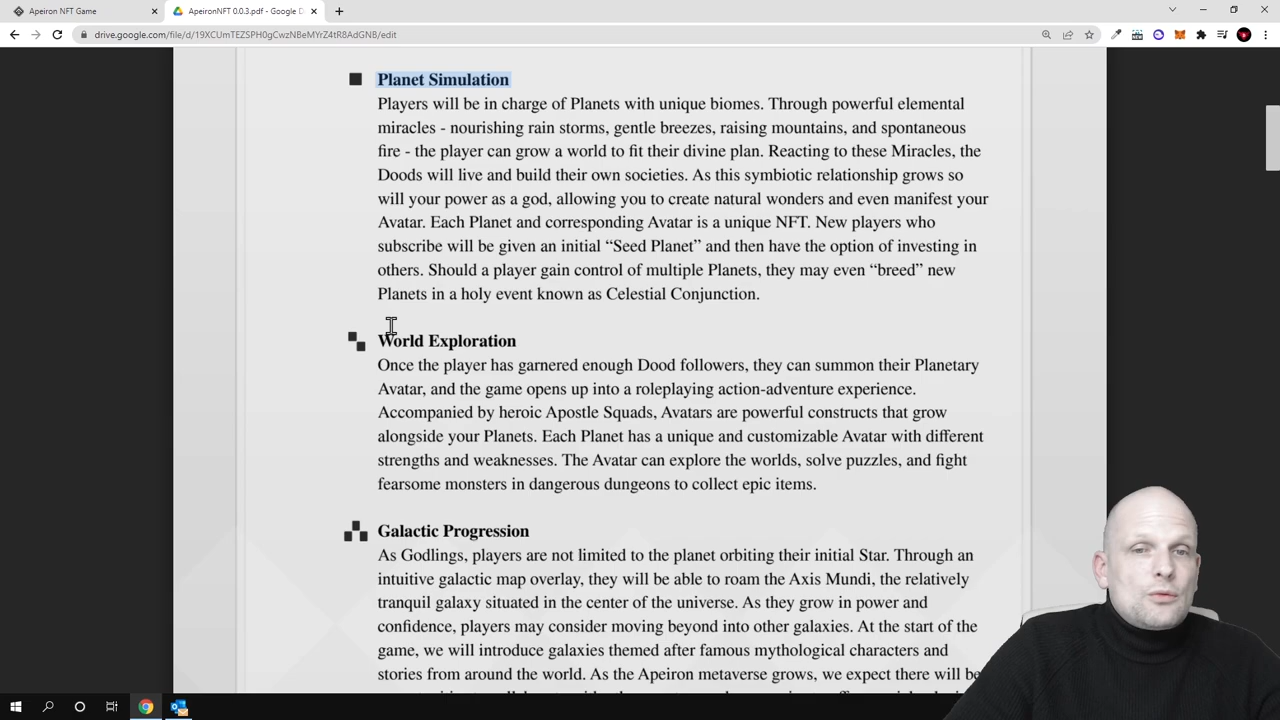 Apeiron NFT Game
ApeironNFT 0.0.3.pdf - Google D
drive.google.com/file/d/19XCUmTEZSPH0gCwzNBeMYrZ4tR8AdGNB/edit
Planet Simulation
Players will be in charge of Planets with unique biomes. Through powerful elemental
miracles - nourishing rain storms, gentle breezes, raising mountains, and spontaneous
fire - the player can grow a world to fit their divine plan. Reacting to these Miracles, the
Doods will live and build their own societies. As this symbiotic relationship grows so
will your power as a god, allowing you to create natural wonders and even manifest your
Avatar. Each Planet and corresponding Avatar is a unique NFT. New players who
subscribe will be given an initial “Seed Planet” and then have the option of investing in
others. Should a player gain control of multiple Planets, they may even “breed” new
Planets in a holy event known as Celestial Conjunction.
World Exploration
Once the player has garnered enough Dood followers, they can summon their Planetary
Avatar, and the game opens up into a roleplaying action-adventure experience.
Accompanied by heroic Apostle Squads, Avatars are powerful constructs that grow
alongside your Planets. Each Planet has a unique and customizable Avatar with different
strengths and weaknesses. The Avatar can explore the worlds, solve puzzles, and fight
fearsome monsters in dangerous dungeons to collect epic items.
Galactic Progression
As Godlings, players are not limited to the planet orbiting their initial Star. Through an
intuitive galactic map overlay, they will be able to roam the Axis Mundi, the relatively
tranquil galaxy situated in the center of the universe. As they grow in power and
confidence, players may consider moving beyond into other galaxies. At the start of the
game, we will introduce galaxies themed after famous mythological characters and
stories from around the world. As the Apeiron metaverse grows, we expect there will be